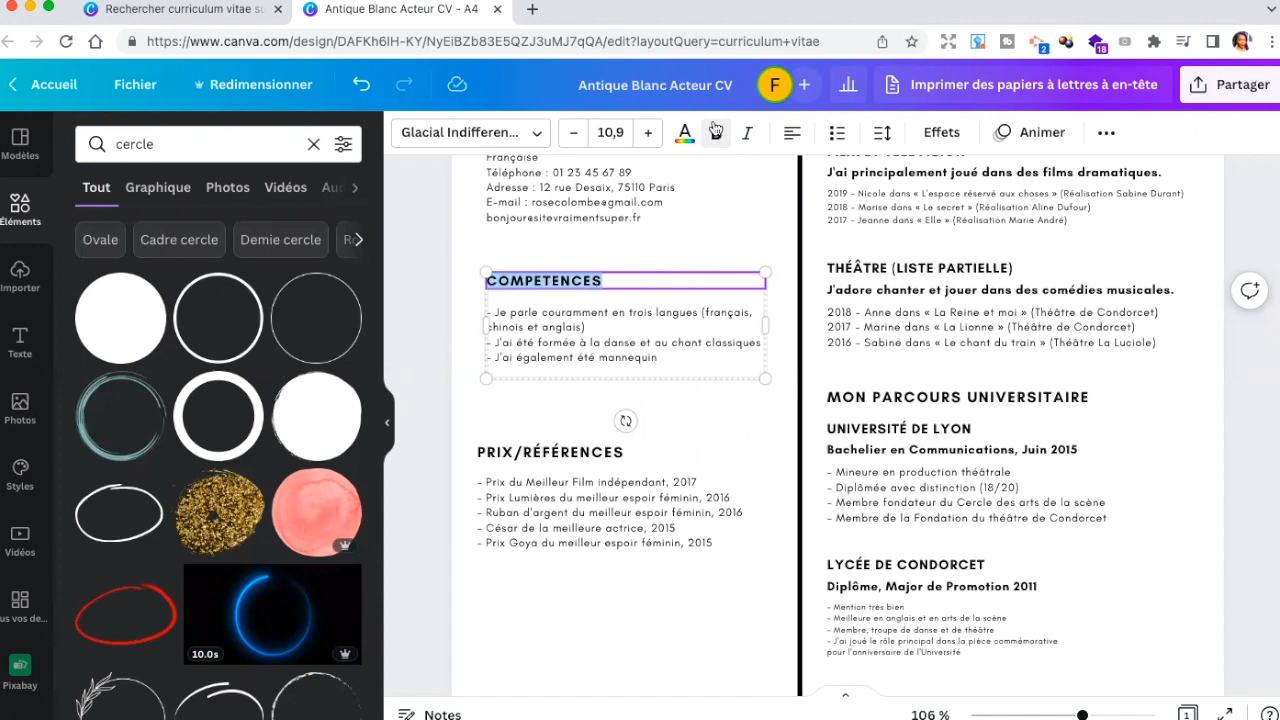 Rechercher curriculum vitae su
Antique Blanc Acteur CV - A4
https://www.canva.com/design/DAFKh6lH-KY/NyEiBZb83E5QZJ3uMJ7qQA/edit?layoutQuery=curriculum+vitae
2
18
Accueil
Fichier
Redimensionner
Antique Blanc Acteur CV
F
Imprimer des papiers à lettres à en-tête
Partager
Modèles
Éléments
Importer
Texte
Photos
Styles
Vidéos
us vos de...
Pixabay
cercle
Tout
Graphique
Photos
Vidéos
Au
Ovale
Cadre cercle
Demie cercle
10.0s
Glacial Indifferen...
10,9
A
Effets
Animer
Française
Téléphone : 01 23 45 67 89
Adresse : 12 rue Desaix, 75110 Paris
E-mail : rosecolombe@gmail.com
bonjour@sitevraimentsuper.fr
COMPETENCES
- Je parle couramment en trois langues (français,
chinois et anglais)
- J'ai été formée à la danse et au chant classiques
- J'ai également été mannequin
PRIX/RÉFÉRENCES
- Prix du Meilleur Film indépendant, 2017
- Prix Lumières du meilleur espoir féminin, 2016
- Ruban d'argent du meilleur espoir féminin, 2016
- César de la meilleure actrice, 2015
- Prix Goya du meilleur espoir féminin, 2015
J'ai principalement joué dans des films dramatiques.
2019 - Nicole dans « L'espace réservé aux choses » (Réalisation Sabine Durant)
2018 - Marise dans « Le secret » (Réalisation Aline Dufour)
2017 - Jeanne dans « Elle » (Réalisation Marie André)
THÉÂTRE (LISTE PARTIELLE)
J'adore chanter et jouer dans des comédies musicales.
2018 - Anne dans « La Reine et moi » (Théâtre de Condorcet)
2017 - Marine dans « La Lionne » (Théâtre de Condorcet)
2016 - Sabine dans « Le chant du train » (Théâtre La Luciole)
MON PARCOURS UNIVERSITAIRE
UNIVERSITÉ DE LYON
Bachelier en Communications, Juin 2015
- Mineure en production théâtrale
- Diplômée avec distinction (18/20)
- Membre fondateur du Cercle des arts de la scène
- Membre de la Fondation du théâtre de Condorcet
LYCÉE DE CONDORCET
Diplôme, Major de Promotion 2011
- Mention très bien
- Meilleure en anglais et en arts de la scène
- Membre, troupe de danse et de théâtre
- J'ai joué le rôle principal dans la pièce commémorative
pour l'anniversaire de l'Université
Notes
106 %
1